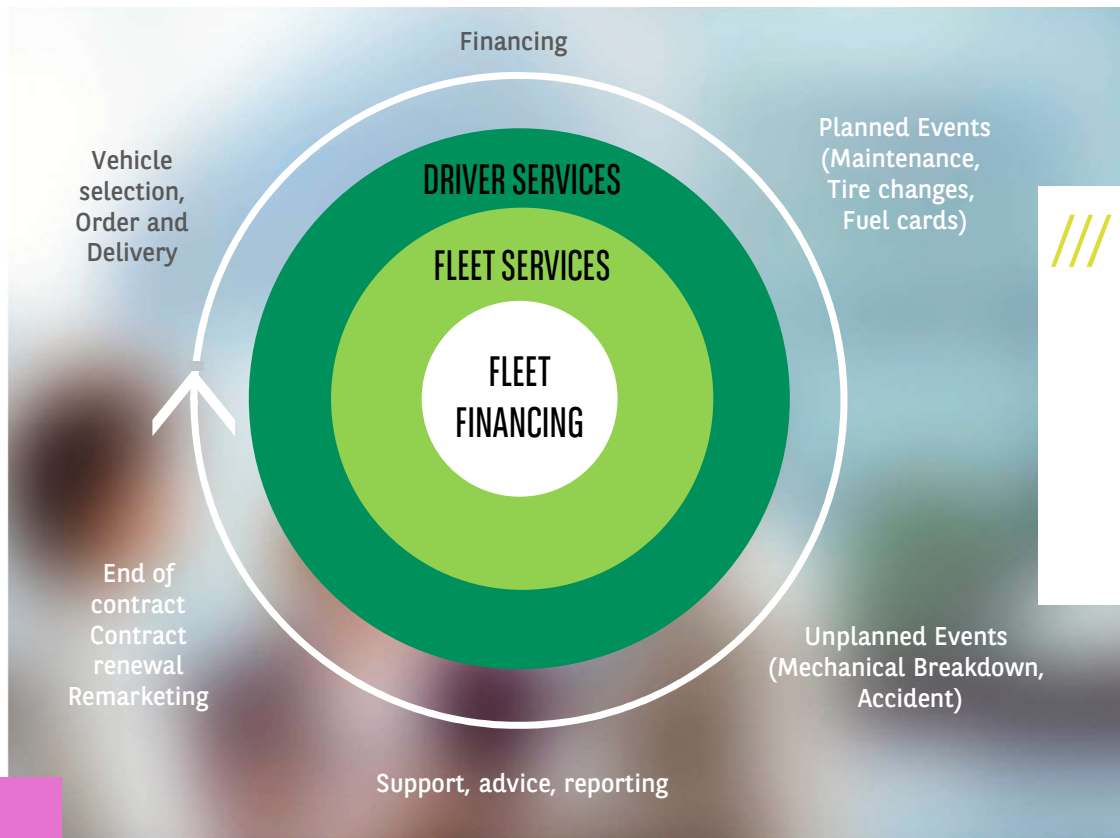 Financing
Vehicle
selection,
Order and
Delivery
Planned Events
(Maintenance,
Tire changes,
Fuel cards)
DRIVER SERVICES
FLEET SERVICES
FLEET
FINANCING
End of
contract
Contract
renewal
Remarketing
Unplanned Events
(Mechanical Breakdown,
Accident)
Support, advice, reporting